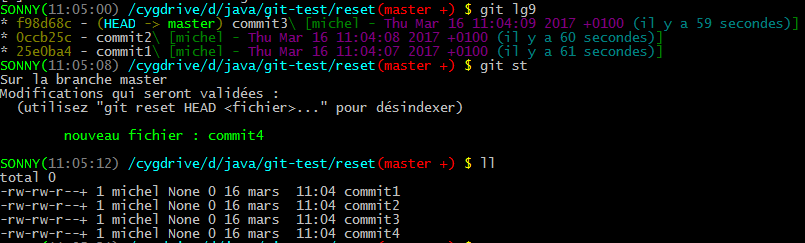 SONNY(11:05:00) /cygdrive/d/java/git-test/reset(master +) $ git lg9
* f98d68c - (HEAD -> master) commit3\ [michel - Thu Mar 16 11:04:09 2017 +0100 (il y a 59 secondes)]
* 0ccb25c - commit2\ [michel - Thu Mar 16 11:04:08 2017 +0100 (il y a 60 secondes)]
* 25e0ba4 - commit1\ [michel - Thu Mar 16 11:04:07 2017 +0100 (il y a 61 secondes)]
SONNY(11:05:08) /cygdrive/d/java/git-test/reset(master +) $ git st
Sur la branche master
Modifications qui seront validées :
  (utilisez "git reset HEAD <fichier>..." pour désindexer)
        nouveau fichier : commit4
SONNY(11:05:12) /cygdrive/d/java/git-test/reset(master +) $ ll
total 0
-rw-rw-r--+ 1 michel None 0 16 mars  11:04 commit1
-rw-rw-r--+ 1 michel None 0 16 mars  11:04 commit2
-rw-rw-r--+ 1 michel None 0 16 mars  11:04 commit3
-rw-rw-r--+ 1 michel None 0 16 mars  11:04 commit4